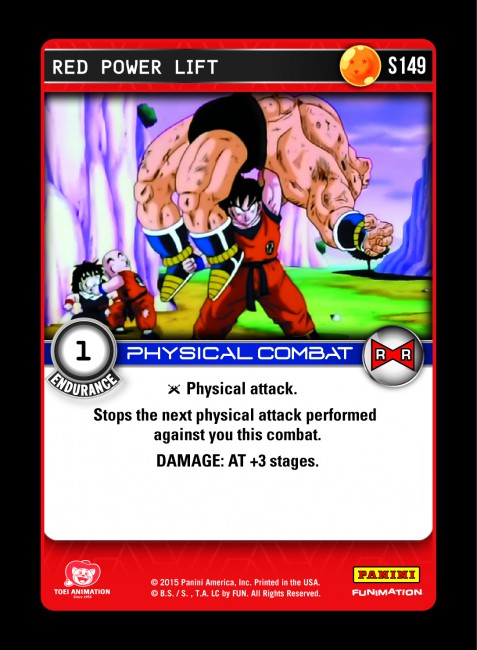 RED POWER LIFT
S149
1
ENDURANCE
PHYSICAL COMBAT
R R
Physical attack.
Stops the next physical attack performed
against you this combat.
DAMAGE: AT +3 stages.
TOEI ANIMATION
Since 1956
© 2015 Panini America, Inc. Printed in the USA.
© B.S. / S. , T.A. LC by FUN. All Rights Reserved.
PANINI
FUNIMATION